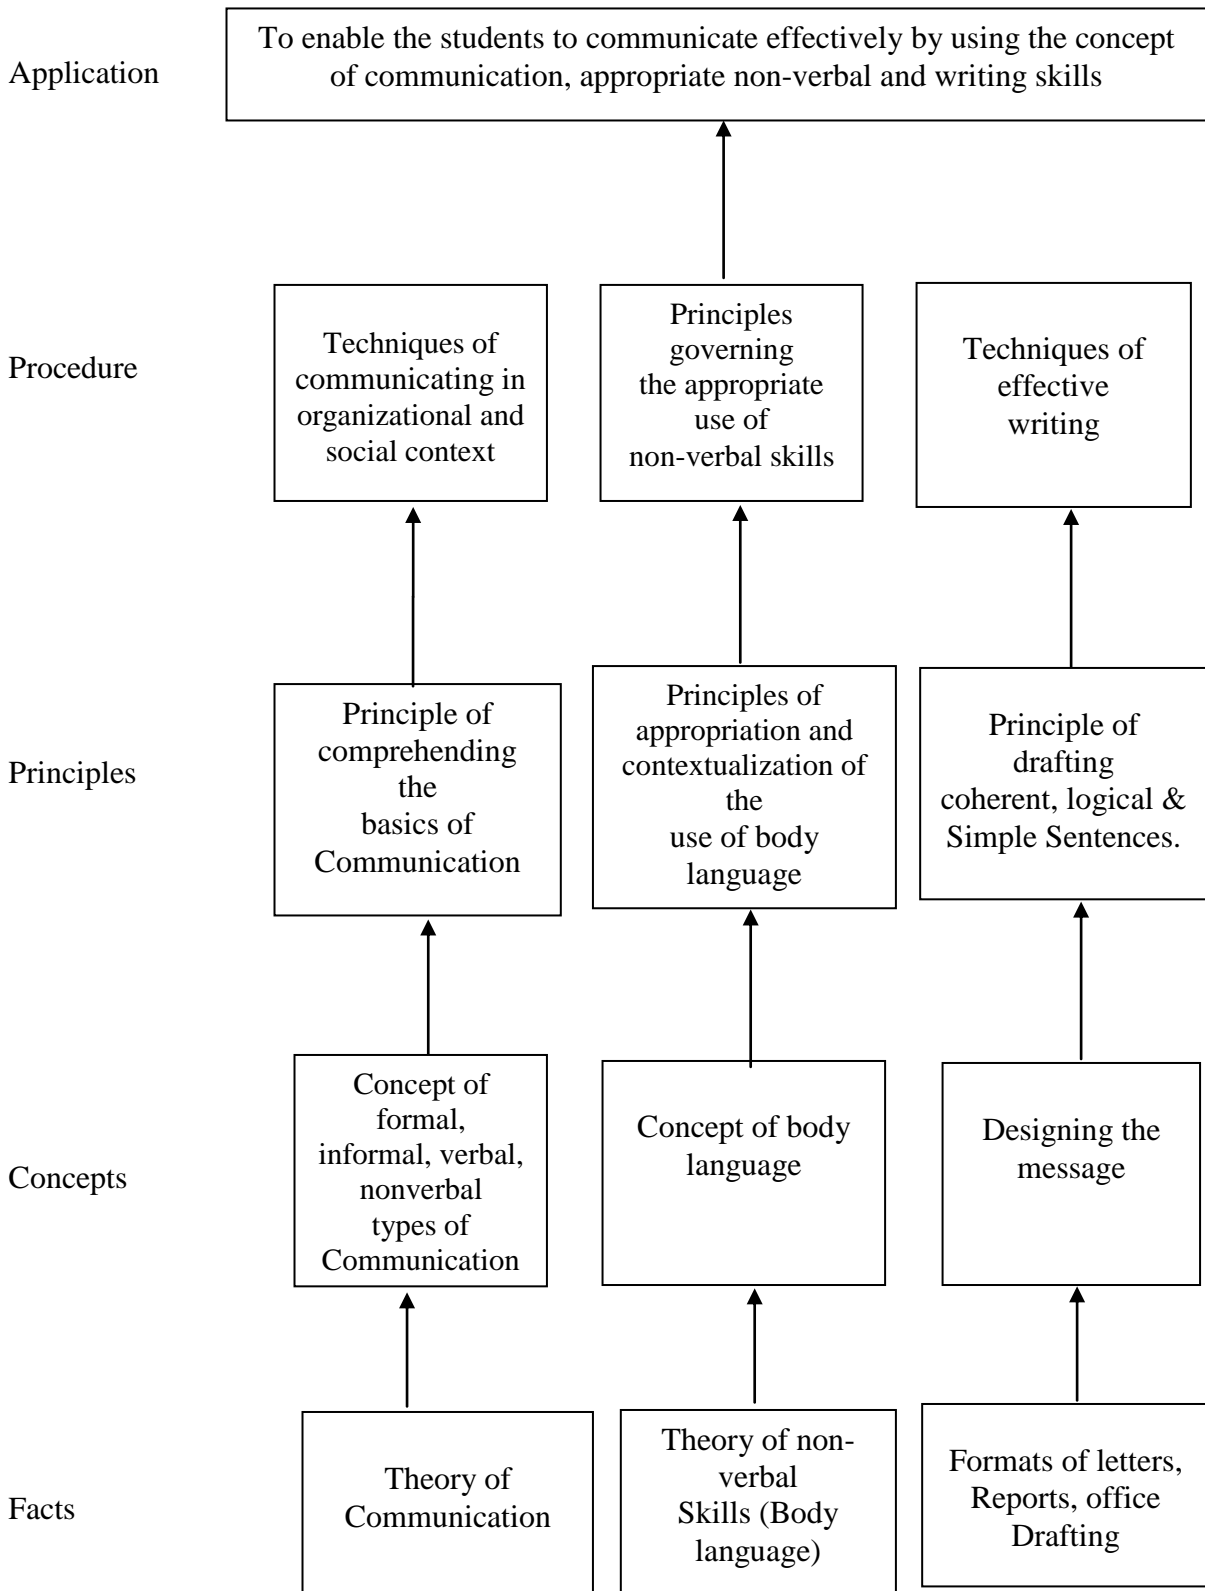 Application
To enable the students to communicate effectively by using the concept
of communication, appropriate non-verbal and writing skills
Procedure
Techniques of
communicating in
organizational and
social context
Principles
governing
the appropriate
use of
non-verbal skills
Techniques of
effective
writing
Principles
Principle of
comprehending
the
basics of
Communication
Principles of
appropriation and
contextualization of
the
use of body
language
Principle of
drafting
coherent, logical &
Simple Sentences.
Concepts
Concept of
formal,
informal, verbal,
nonverbal
types of
Communication
Concept of body
language
Designing the
message
Facts
Theory of
Communication
Theory of non-
verbal
Skills (Body
language)
Formats of letters,
Reports, office
Drafting